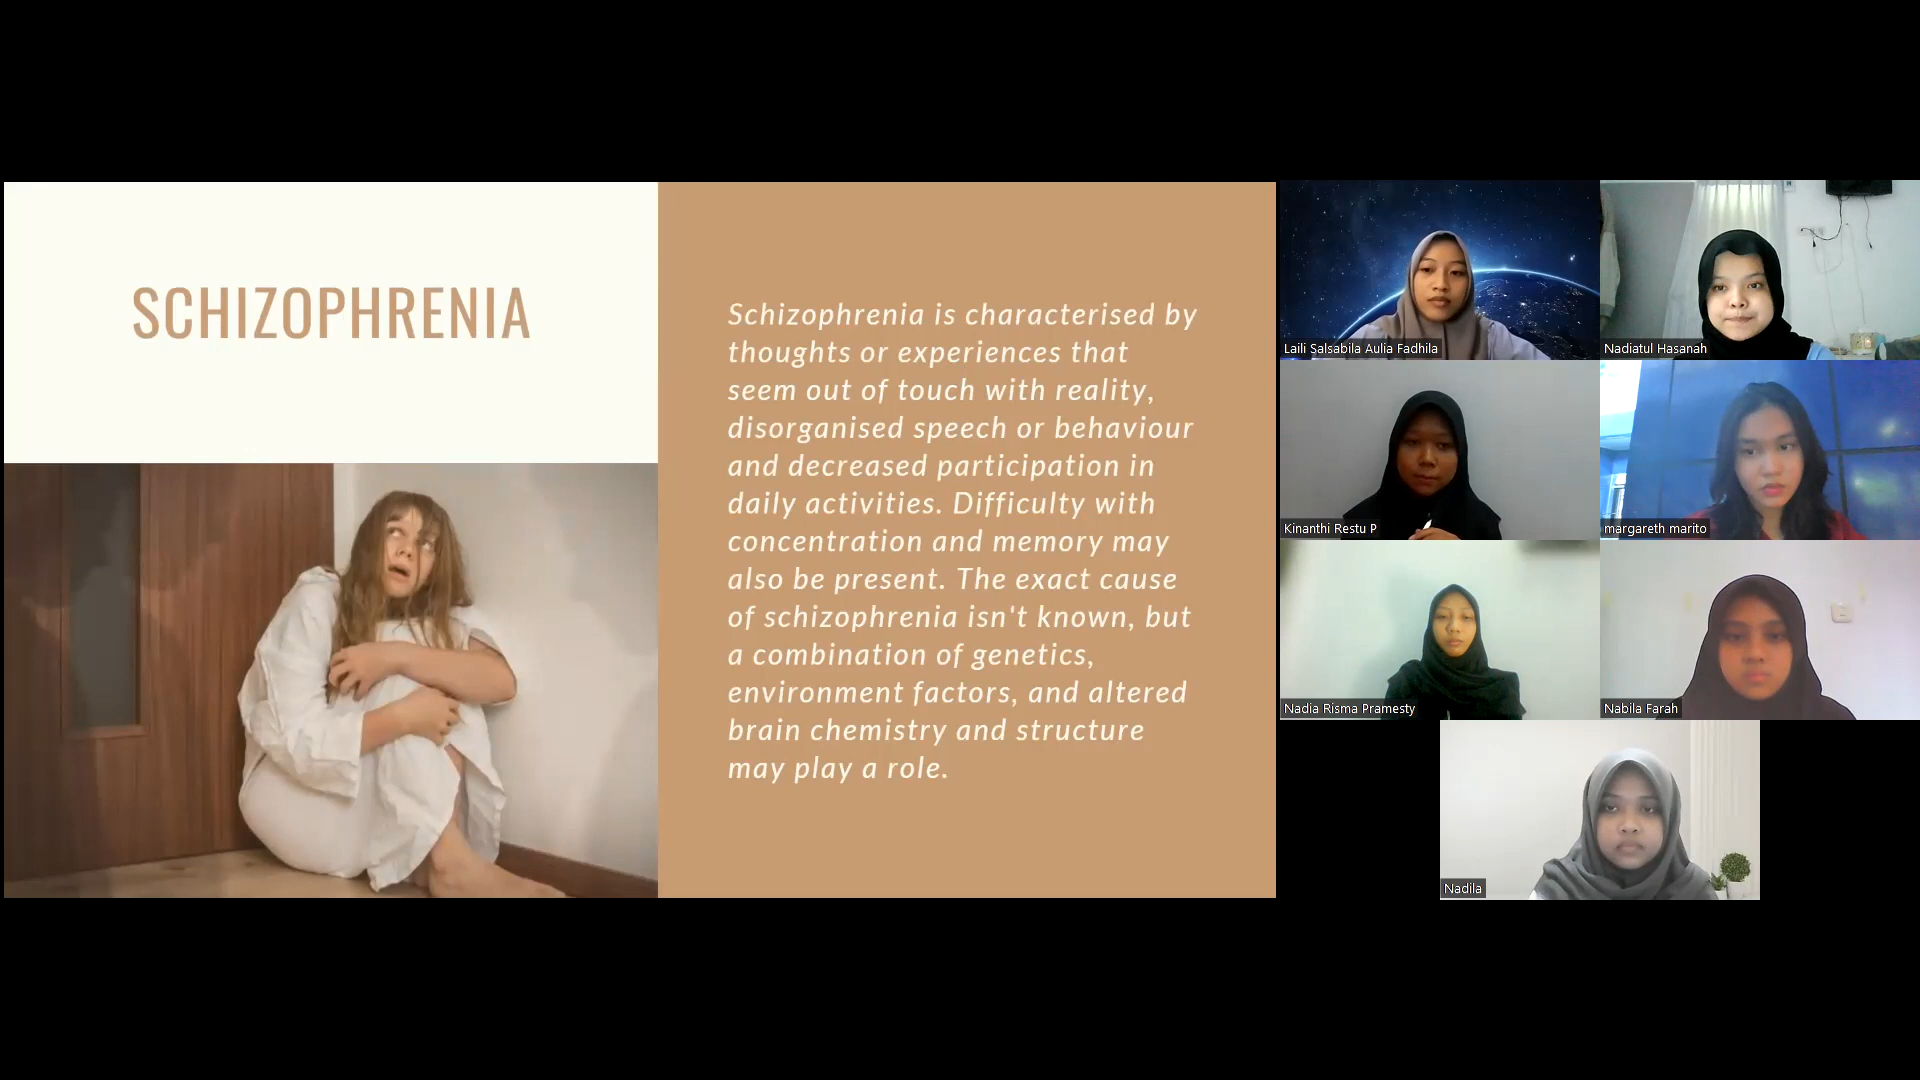 SCHIZOPHRENIA
Schizophrenia is characterised by
thoughts or experiences that
seem out of touch with reality,
disorganised speech or behaviour
and decreased participation in
daily activities. Difficulty with
concentration and memory may
also be present. The exact cause
of schizophrenia isn't known, but
a combination of genetics,
environment factors, and altered
brain chemistry and structure
may play a role.
Laili Salsabila Aulia Fadhila
Nadiatul Hasanah
Kinanthi Restu P
margareth marito
Nadia Risma Pramesty
Nabila Farah
Nadila